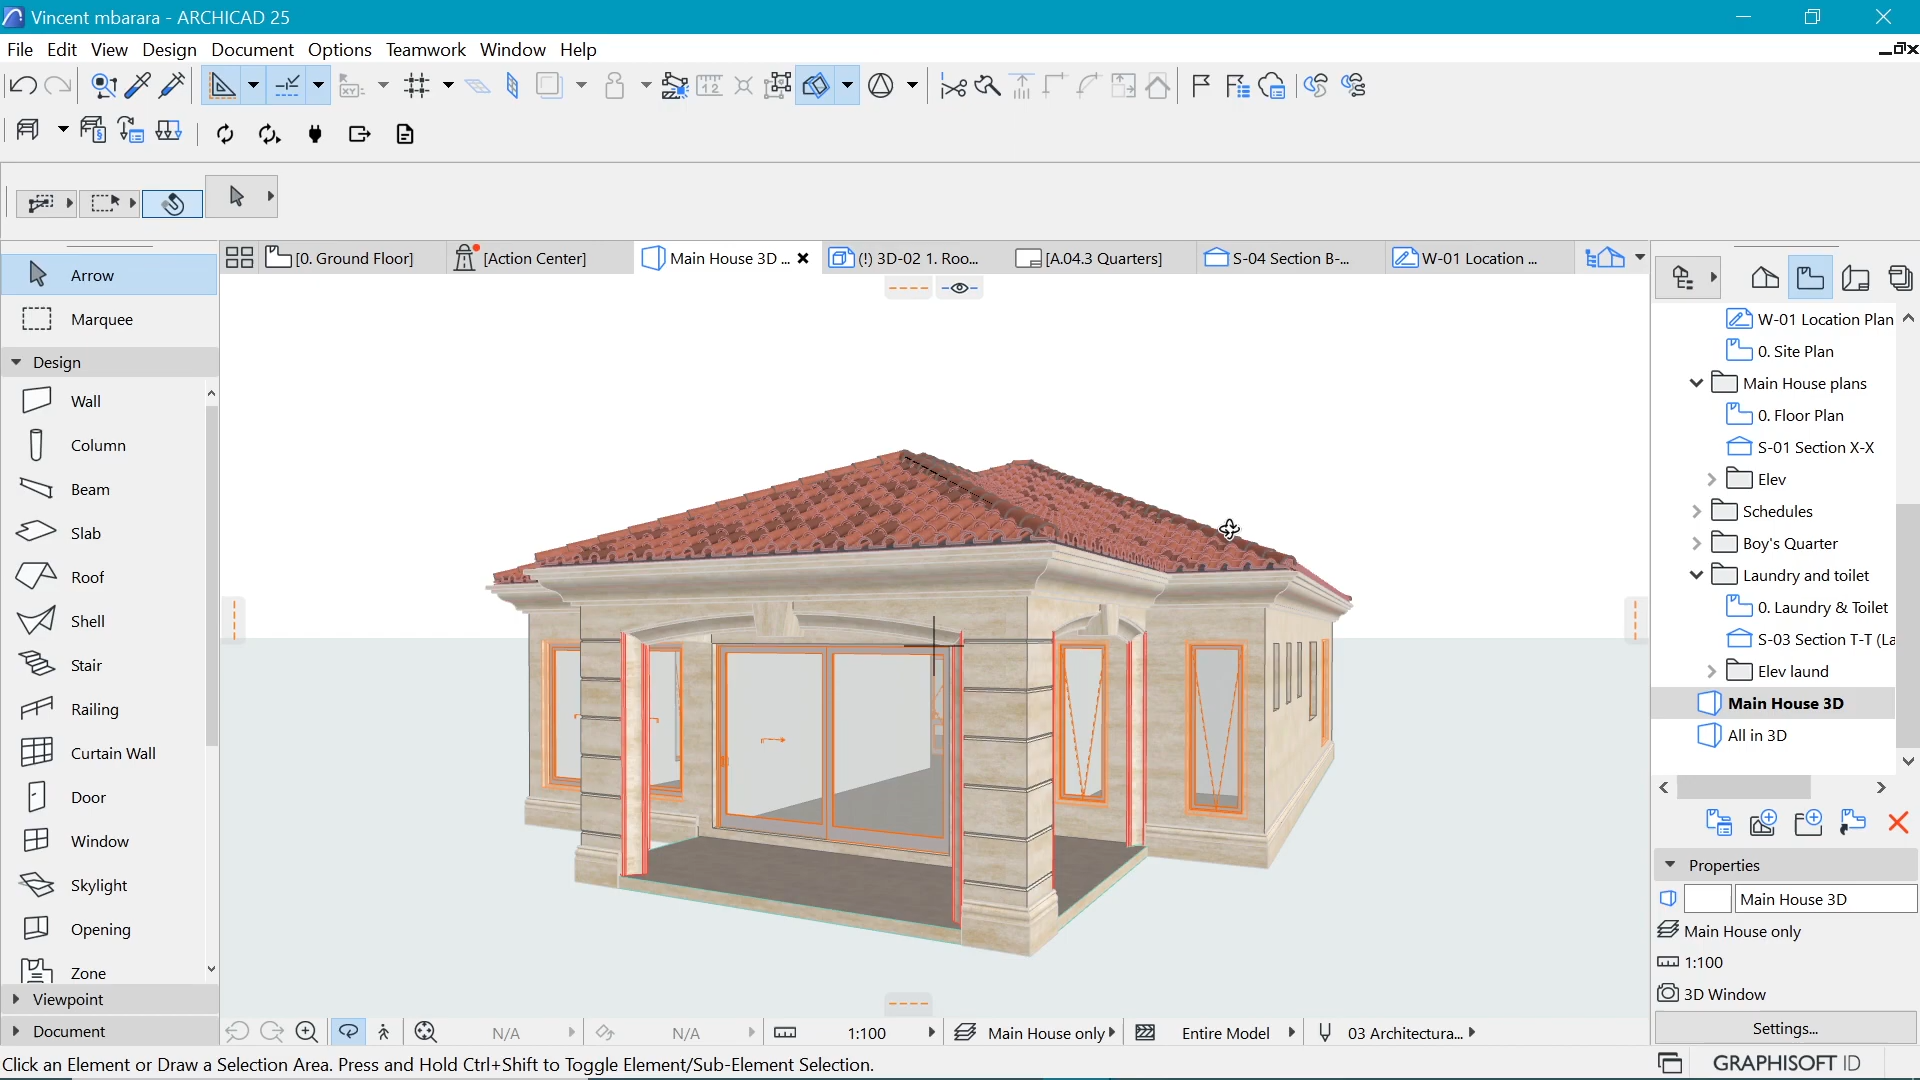 Vincent mbarara - ARCHICAD 25
File Edit View Design Document Options Teamwork Window Help
[0. Ground Floor] [Action Center] Main House 3D ... (!) 3D-02 1. Roo... [A.04.3 Quarters] S-04 Section B-... W-01 Location ...
Arrow
Marquee
Design
Wall
Column
Beam
Slab
Roof
Shell
Stair
Railing
Curtain Wall
Door
Window
Skylight
Opening
Zone
Viewpoint
Document
W-01 Location Plan
0. Site Plan
Main House plans
0. Floor Plan
S-01 Section X-X
Elev
Schedules
Boy's Quarter
Laundry and toilet
0. Laundry & Toilet
S-03 Section T-T (La
Elev laund
Main House 3D
All in 3D
Properties
Main House 3D
Main House only
1:100
3D Window
Settings...
N/A N/A 1:100 Main House only Entire Model 03 Architectura...
Click an Element or Draw a Selection Area. Press and Hold Ctrl+Shift to Toggle Element/Sub-Element Selection.
GRAPHISOFT ID